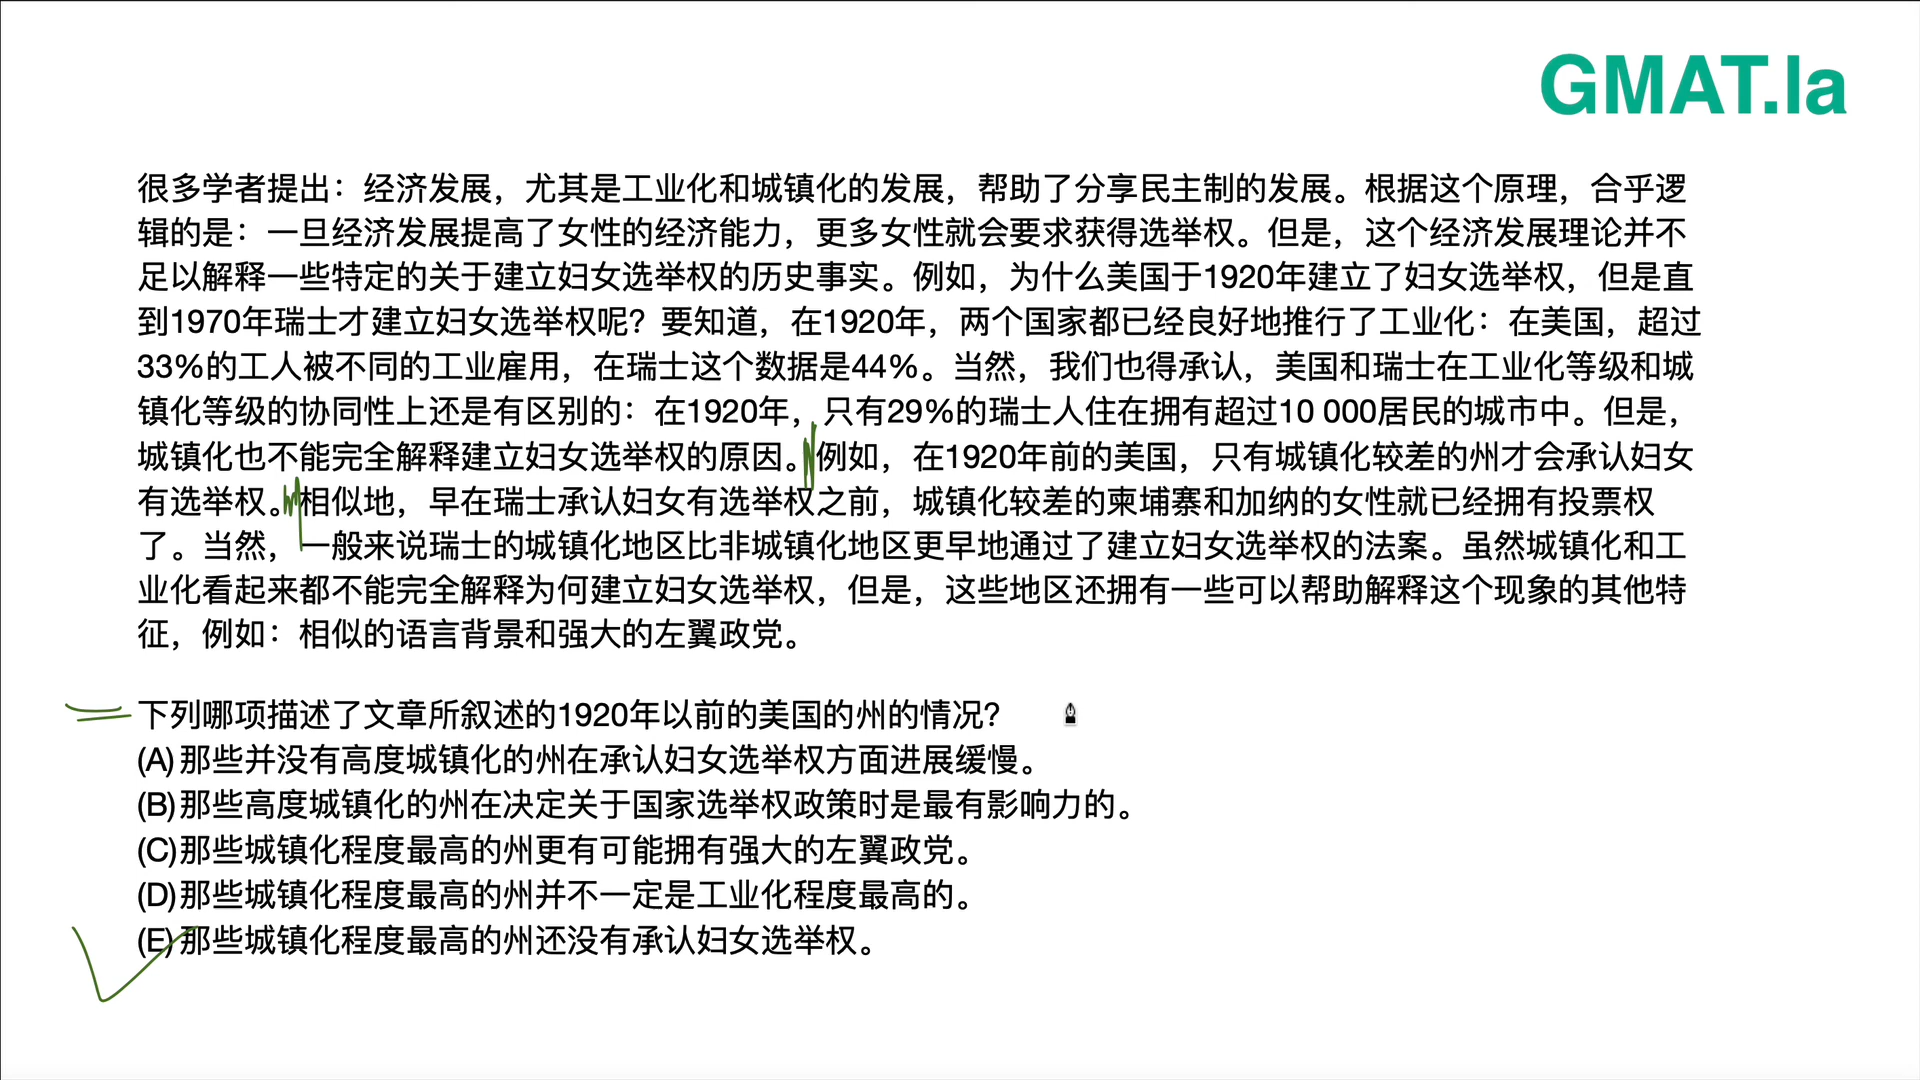 GMAT.la
很多学者提出：经济发展，尤其是工业化和城镇化的发展，帮助了分享民主制的发展。根据这个原理，合乎逻
辑的是：一旦经济发展提高了女性的经济能力，更多女性就会要求获得选举权。但是，这个经济发展理论并不
足以解释一些特定的关于建立妇女选举权的历史事实。例如，为什么美国于1920年建立了妇女选举权，但是直
到1970年瑞士才建立妇女选举权呢？要知道，在1920年，两个国家都已经良好地推行了工业化：在美国，超过
33%的工人被不同的工业雇用，在瑞士这个数据是44%。当然，我们也得承认，美国和瑞士在工业化等级和城
镇化等级的协同性上还是有区别的：在1920年，只有29%的瑞士人住在拥有超过10 000居民的城市中。但是，
城镇化也不能完全解释建立妇女选举权的原因。例如，在1920年前的美国，只有城镇化较差的州才会承认妇女
有选举权。相似地，早在瑞士承认妇女有选举权之前，城镇化较差的柬埔寨和加纳的女性就已经拥有投票权
了。当然，一般来说瑞士的城镇化地区比非城镇化地区更早地通过了建立妇女选举权的法案。虽然城镇化和工
业化看起来都不能完全解释为何建立妇女选举权，但是，这些地区还拥有一些可以帮助解释这个现象的其他特
征，例如：相似的语言背景和强大的左翼政党。
下列哪项描述了文章所叙述的1920年以前的美国的州的情况？
(A)那些并没有高度城镇化的州在承认妇女选举权方面进展缓慢。
(B)那些高度城镇化的州在决定关于国家选举权政策时是最有影响力的。
(C)那些城镇化程度最高的州更有可能拥有强大的左翼政党。
(D)那些城镇化程度最高的州并不一定是工业化程度最高的。
(E)那些城镇化程度最高的州还没有承认妇女选举权。